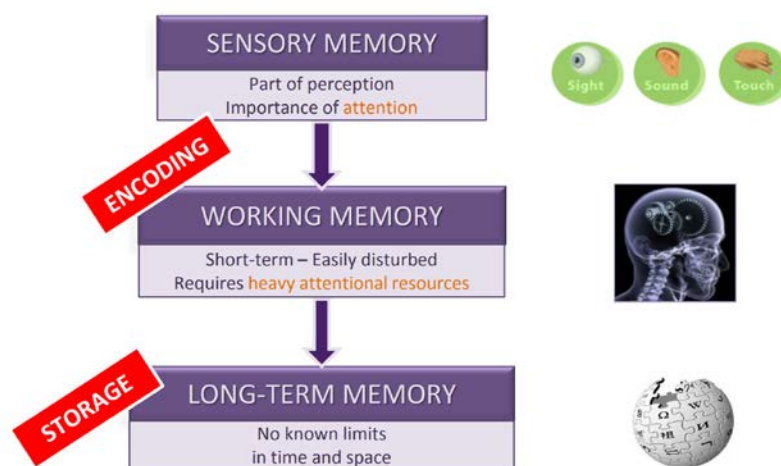 SENSORY MEMORY
Part of perception
Importance of attention
Sight
Sound
Touch
ENCODING
WORKING MEMORY
Short-term – Easily disturbed
Requires heavy attentional resources
STORAGE
LONG-TERM MEMORY
No known limits
in time and space
Ω
W
И